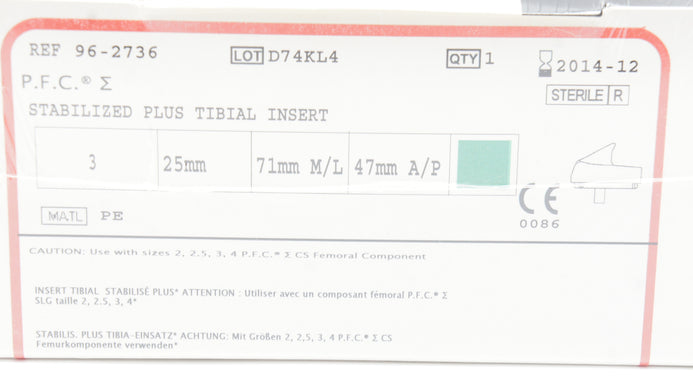 REF 96-2736 LOT D74KL4 QTY 1 2014-12
P.F.C.® Σ STERILE R
STABILIZED PLUS TIBIAL INSERT
3 25mm 71mm M/L 47mm A/P
CE
0086
MATL PE
CAUTION: Use with sizes 2, 2.5, 3, 4 P.F.C.® Σ CS Femoral Component
INSERT TIBIAL STABILISÉ PLUS* ATTENTION : Utiliser avec un composant fémoral P.F.C.® Σ
SLG taille 2, 2.5, 3, 4*
STABILIS. PLUS TIBIA-EINSATZ* ACHTUNG: Mit Größen 2, 2,5, 3, 4 P.F.C.® Σ CS
Femurkomponente verwenden*